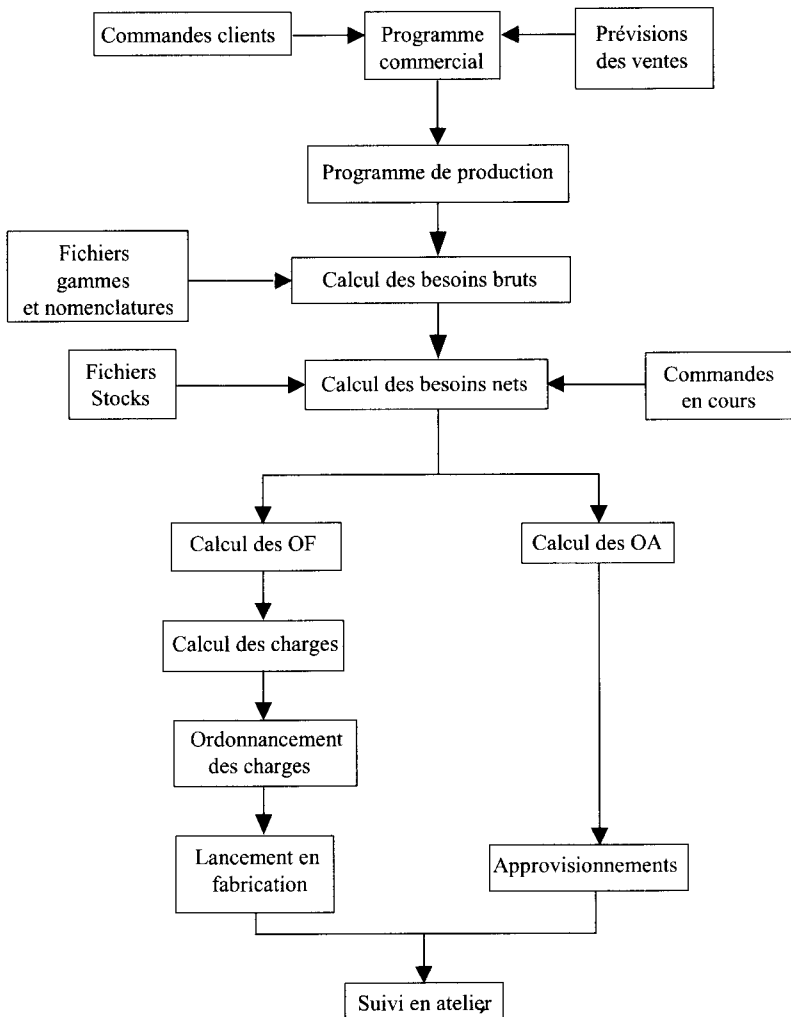 Commandes clients
Programme
commercial
Prévisions
des ventes
Programme de production
Fichiers
gammes
et nomenclatures
Calcul des besoins bruts
Fichiers
Stocks
Calcul des besoins nets
Commandes
en cours
Calcul des OF
Calcul des OA
Calcul des charges
Ordonnancement
des charges
Lancement en
fabrication
Approvisionnements
Suivi en atelier